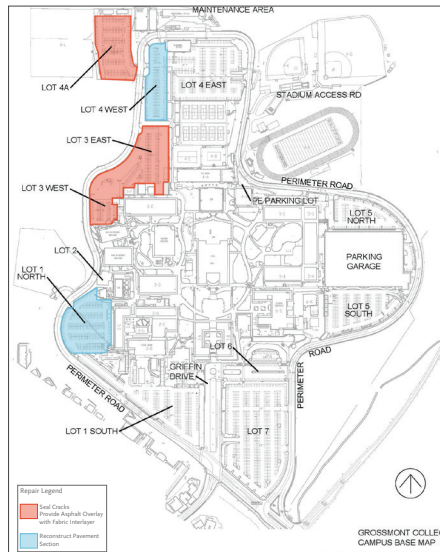 MAINTENANCE AREA
LOT 4A
LOT 4 WEST
LOT 4 EAST
STADIUM ACCESS RD
LOT 3 EAST
PERIMETER ROAD
LOT 3 WEST
PE PARKING LOT
LOT 5
NORTH
LOT 2
PARKING
GARAGE
LOT 1
NORTH
LOT 5
SOUTH
LOT 6
GRIFFIN
DRIVE
PERIMETER
ROAD
PERIMETER ROAD
LOT 1 SOUTH
LOT 7
Repair Legend
Seal Cracks
Provide Asphalt Overlay
with Fabric Interlayer
Reconstruct Pavement
Section
GROSSMONT COLLEG
CAMPUS BASE MAP